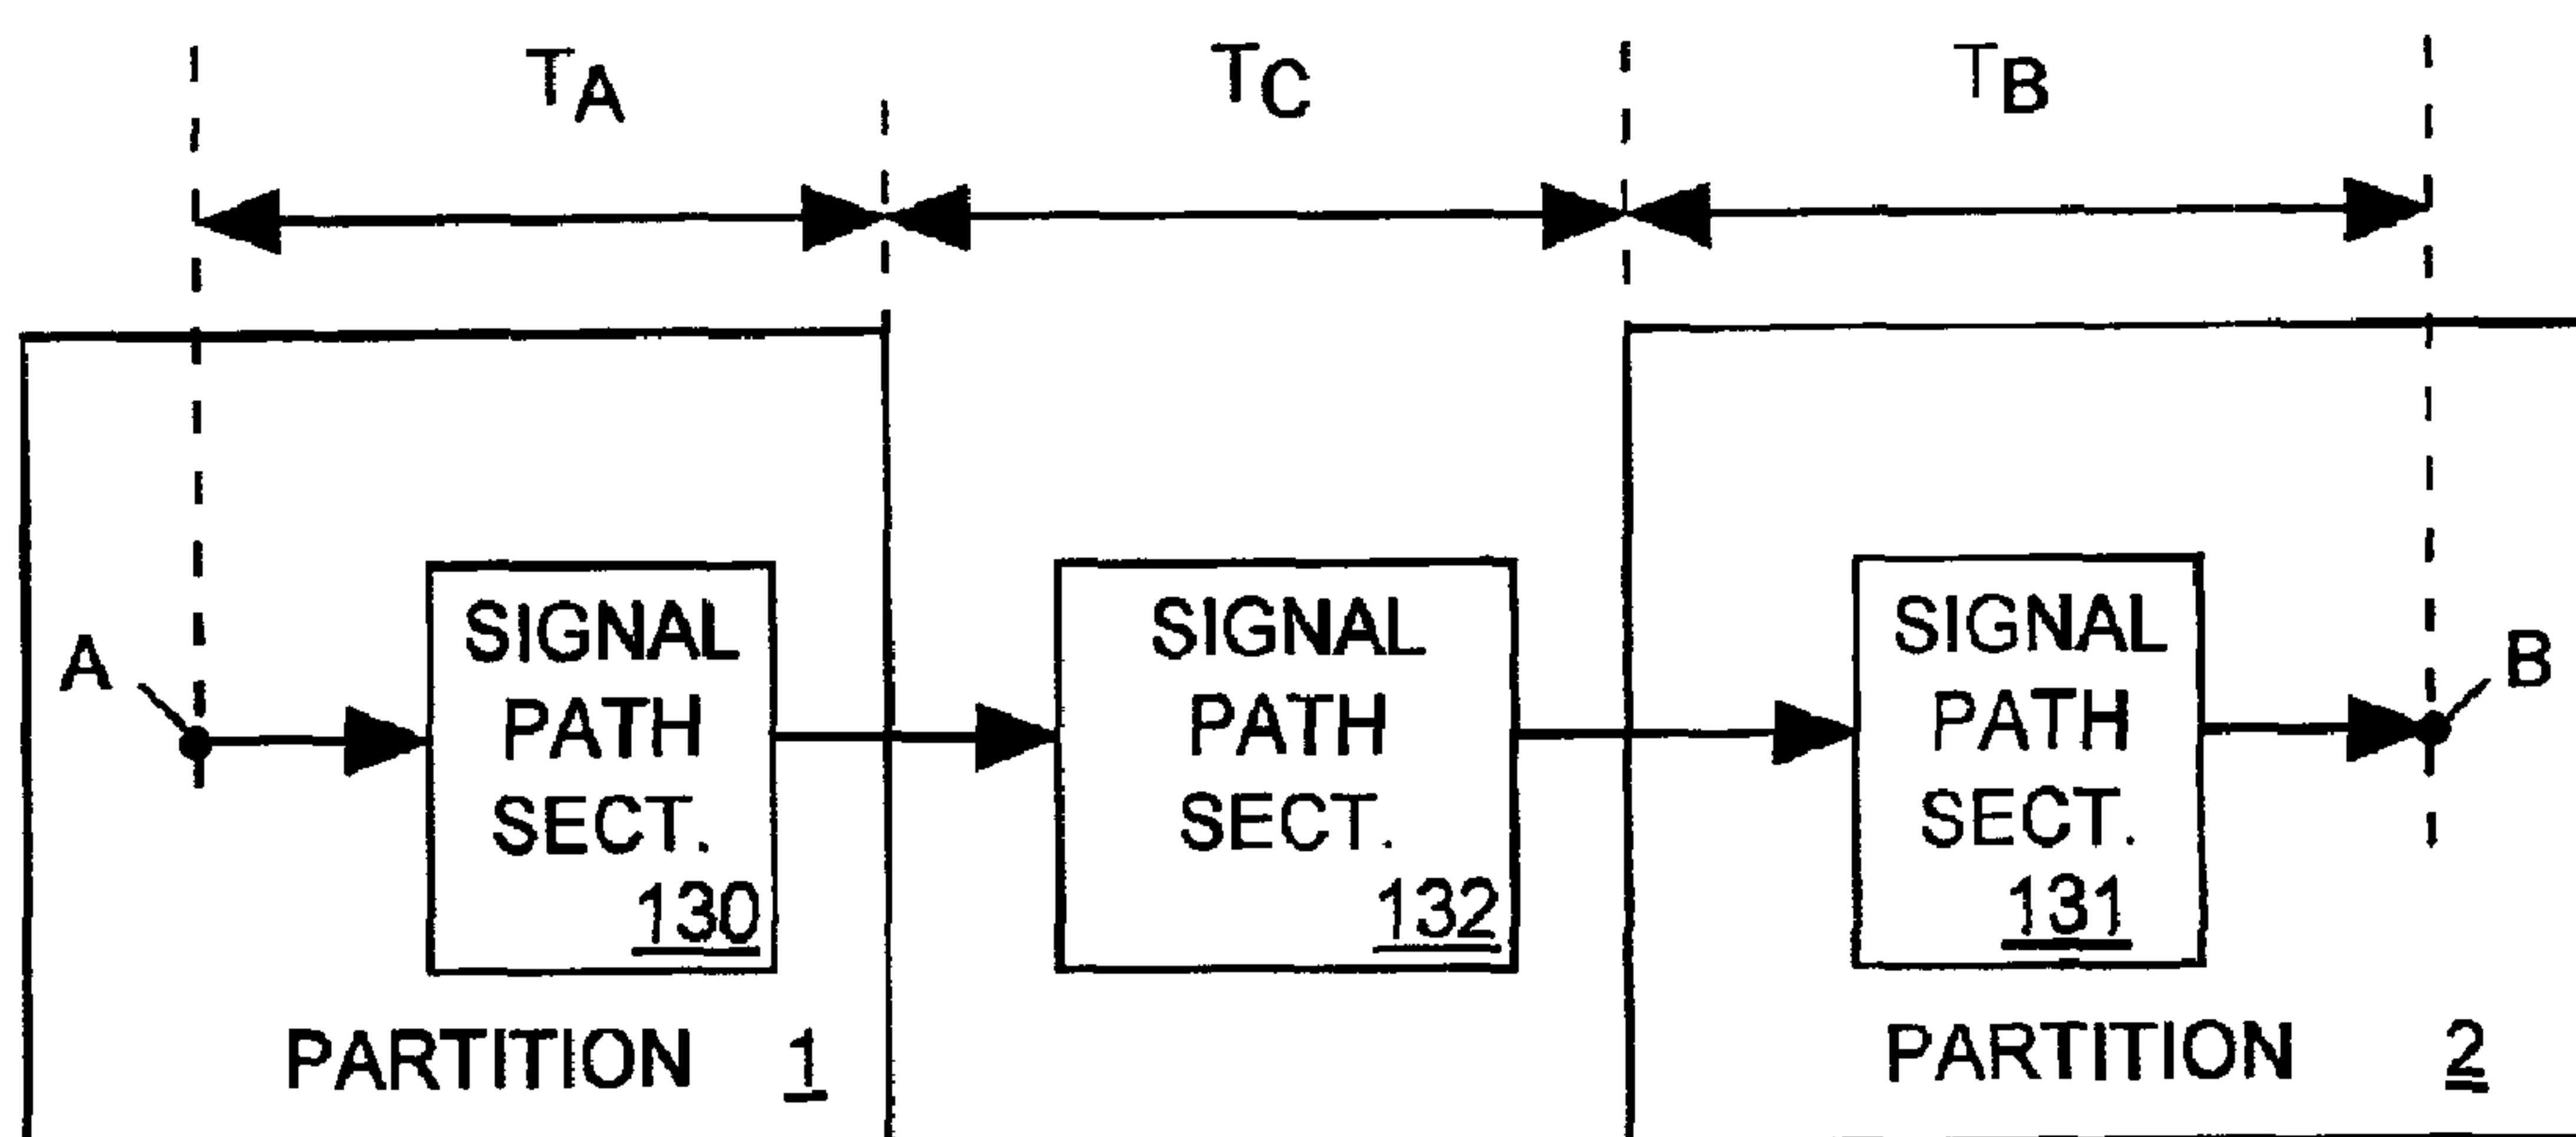 TA TC TB
A
SIGNAL
PATH
SECT.
130
SIGNAL
PATH
SECT.
132
SIGNAL
PATH
SECT.
131
B
PARTITION 1
PARTITION 2